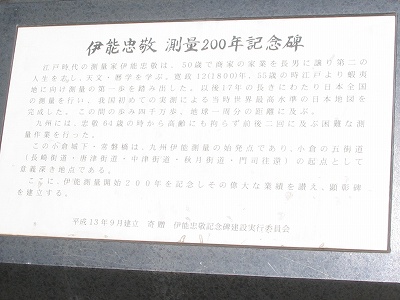 伊能忠敬 測量200年記念碑
江戸時代の測量家伊能忠敬は、50歳で商家の家業を長男に譲り第二の
人生を志し、天文・暦学を学ぶ。寛政12(1800)年、55歳の時江戸より蝦夷
地に向け測量の第一歩を踏み出した。以後17年の長きにわたり日本全国
の測量を行い、我国初めての実測による当時世界最高水準の日本地図を
完成した。この間の歩み四千万歩、地球一周分の距離に及ぶ。
九州には、忠敬64歳の時から高齢にも拘らず前後二回に及ぶ困難な測
量作業を行った。
この小倉城下・常盤橋は、九州伊能測量の始発点であり、小倉の五街道
(長崎街道・唐津街道・中津街道・秋月街道・門司往還)の起点として
意義深き地点である。
ここに、伊能測量開始200年を記念しその偉大な業績を讃え、顕彰碑
を建立する。
平成13年9月建立 寄贈 伊能忠敬記念碑建設実行委員会